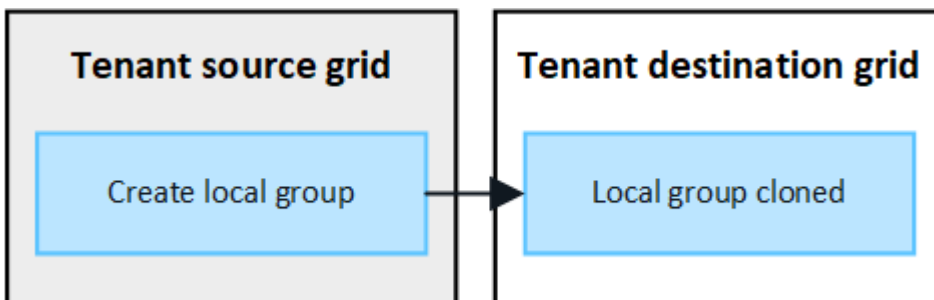 Tenant source grid
Tenant destination grid
Create local group
Local group cloned